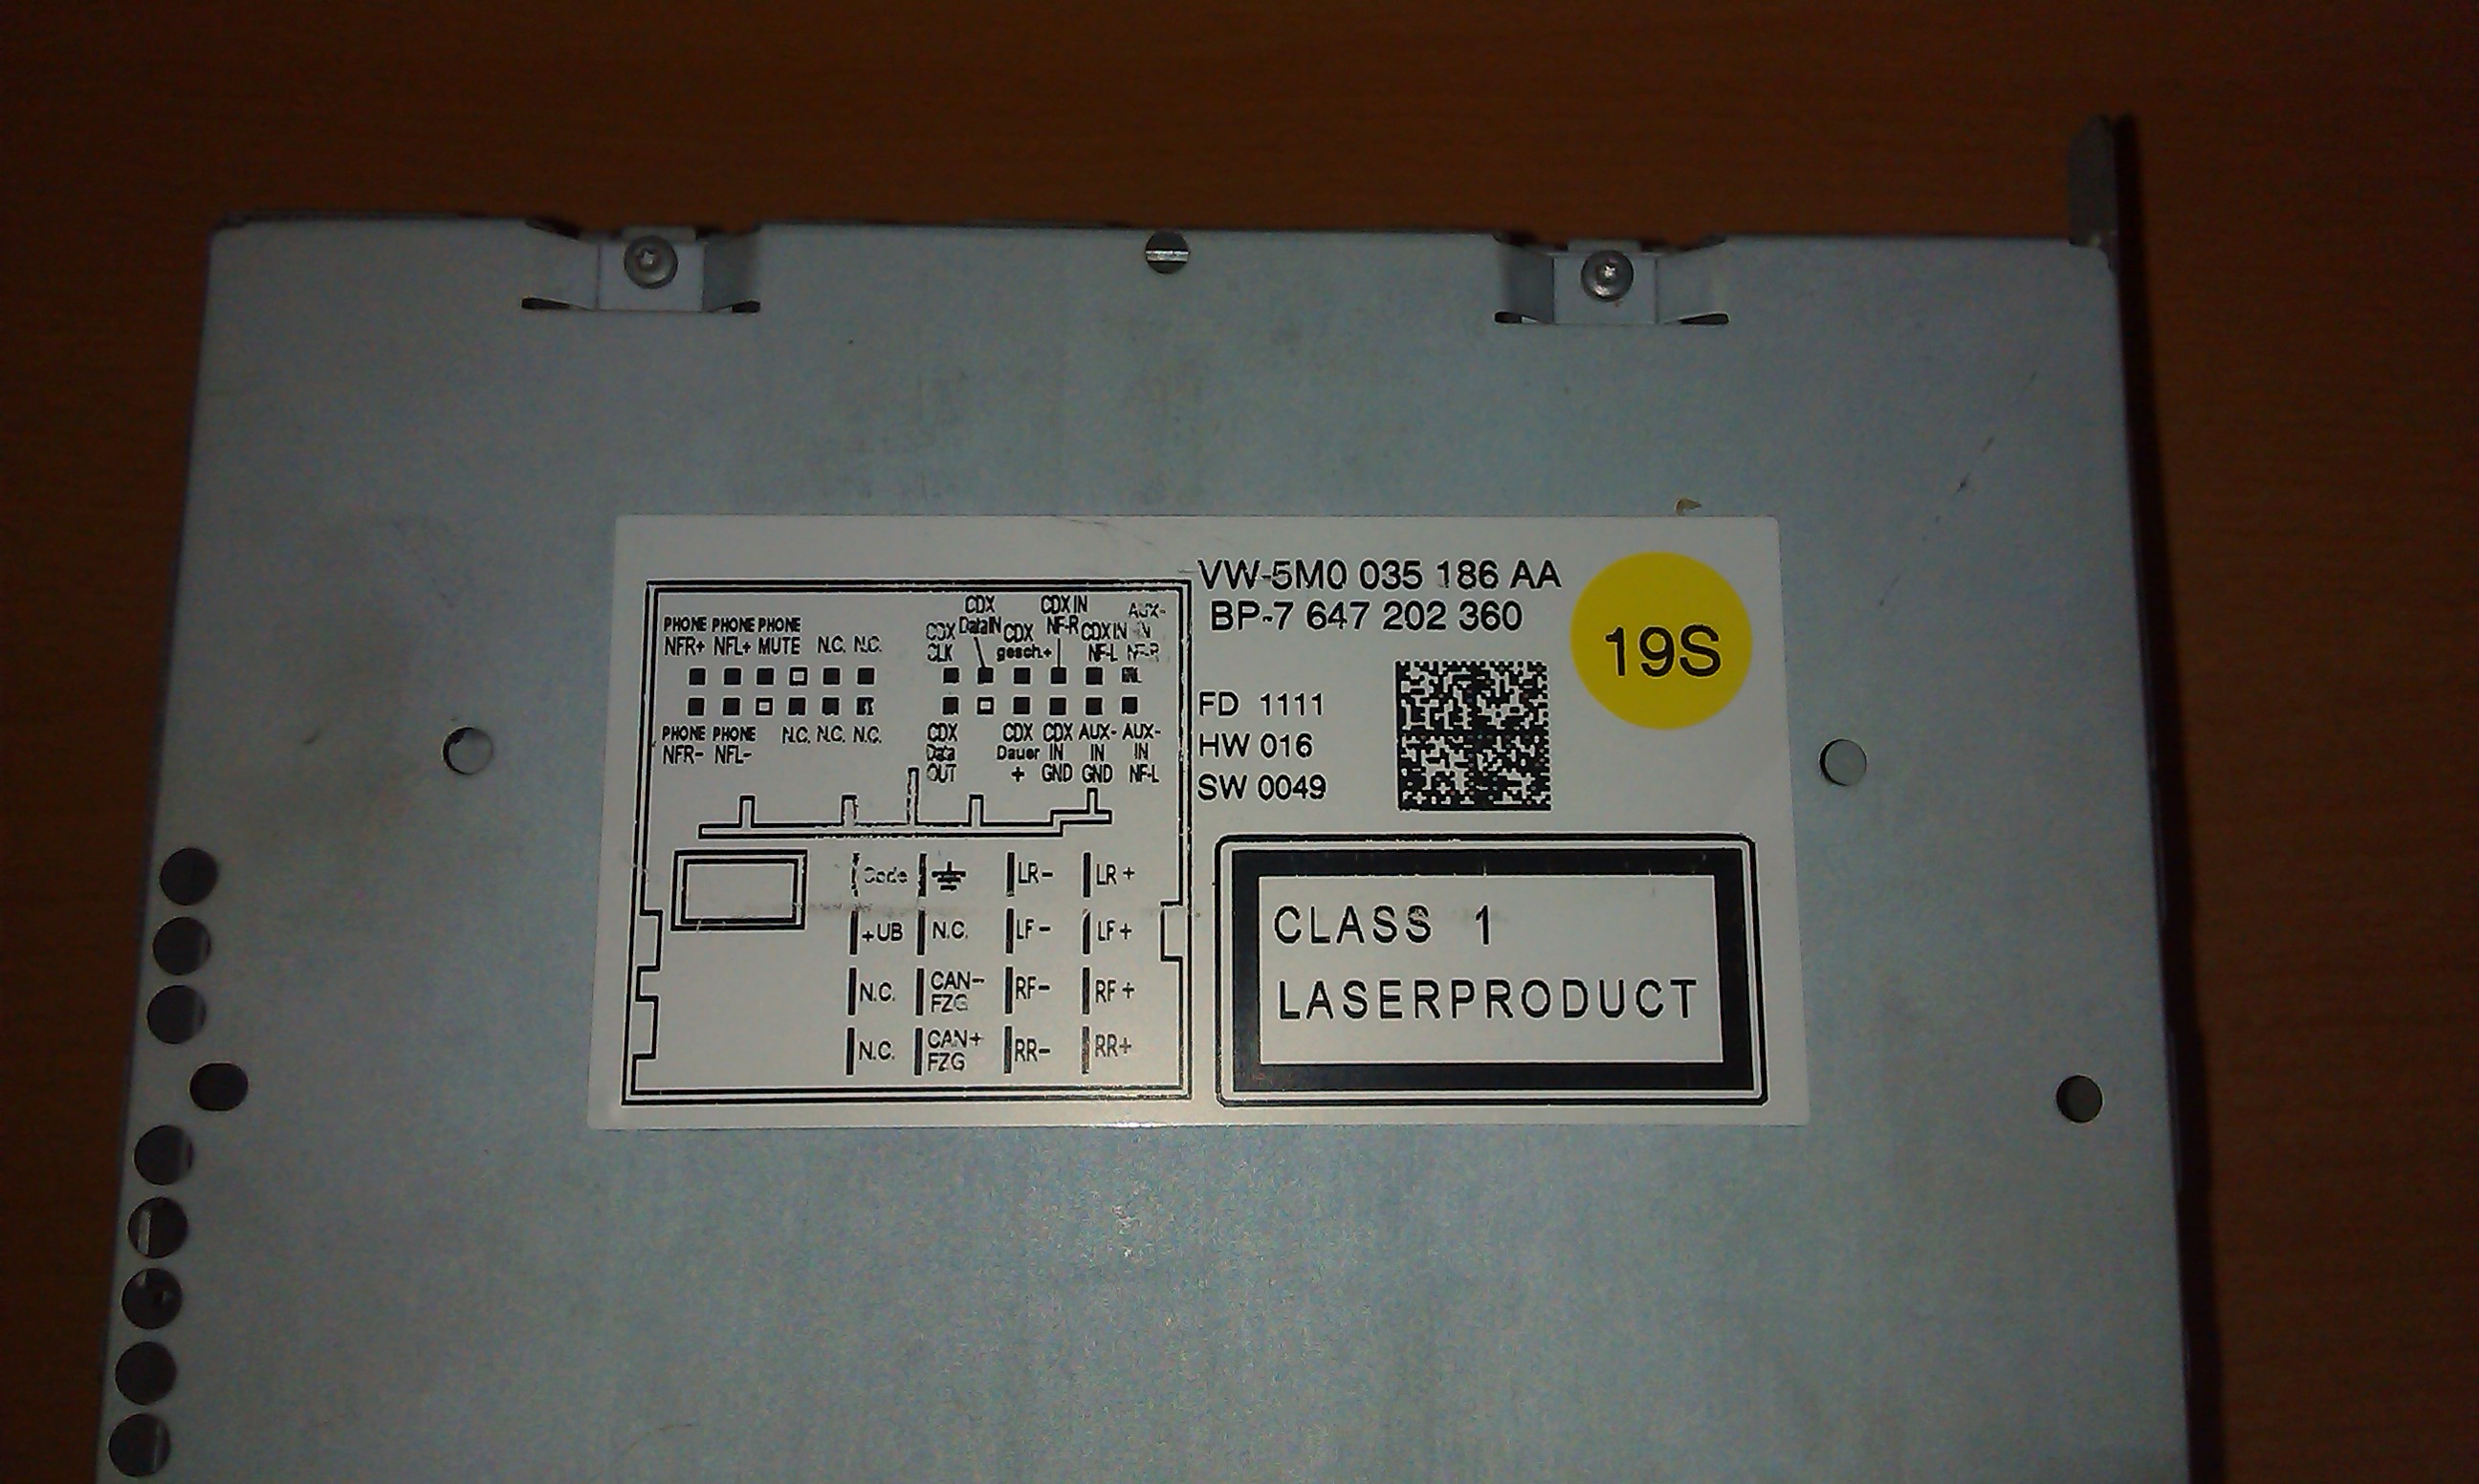 VW-5M0 035 186 AA
BP-7 647 202 360
19S
FD 1111
HW 016
SW 0049
CLASS 1
LASERPRODUCT
PHONE PHONE PHONE
NFR+ NFL+ MUTE N.C. N.C.
PHONE PHONE
NFR- NFL- N.C. N.C. N.C.
CDX CDX IN AUX-
CDX DataIN CDX NF-R CDX IN IN
CLK gesch.+ NF-L NF-R
CDX CDX CDX AUX- AUX-
Data Dauer IN IN IN
OUT + GND GND NF-L
Code LR- LR+
+UB N.C. LF- LF+
N.C. CAN- FZG RF- RF+
N.C. CAN+ FZG RR- RR+